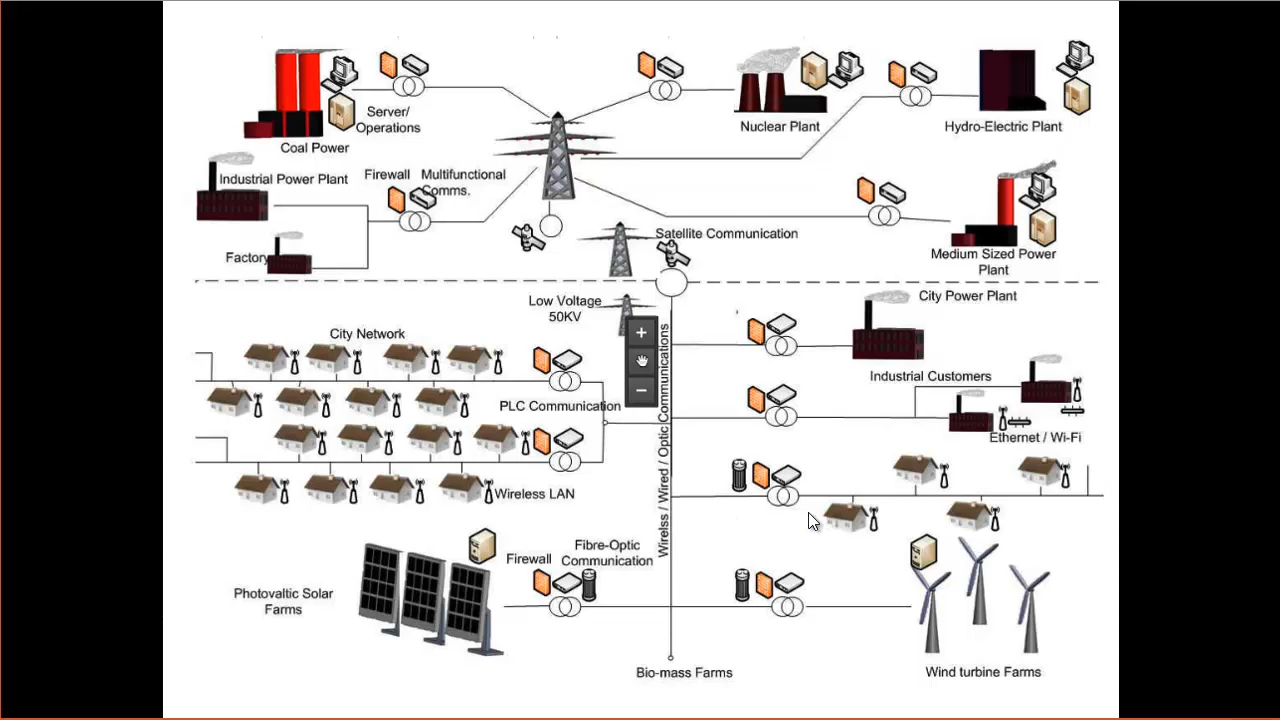 Server/
Operations
Coal Power
Nuclear Plant
Hydro-Electric Plant
Industrial Power Plant
Firewall
Multifunctional
Comms.
Factory
Satellite Communication
Medium Sized Power
Plant
Low Voltage
50KV
City Power Plant
City Network
Industrial Customers
PLC Communication
Ethernet / Wi-Fi
Wireless LAN
Wirelss / Wired / Optic Communications
Photovaltic Solar
Farms
Firewall
Fibre-Optic
Communication
Bio-mass Farms
Wind turbine Farms